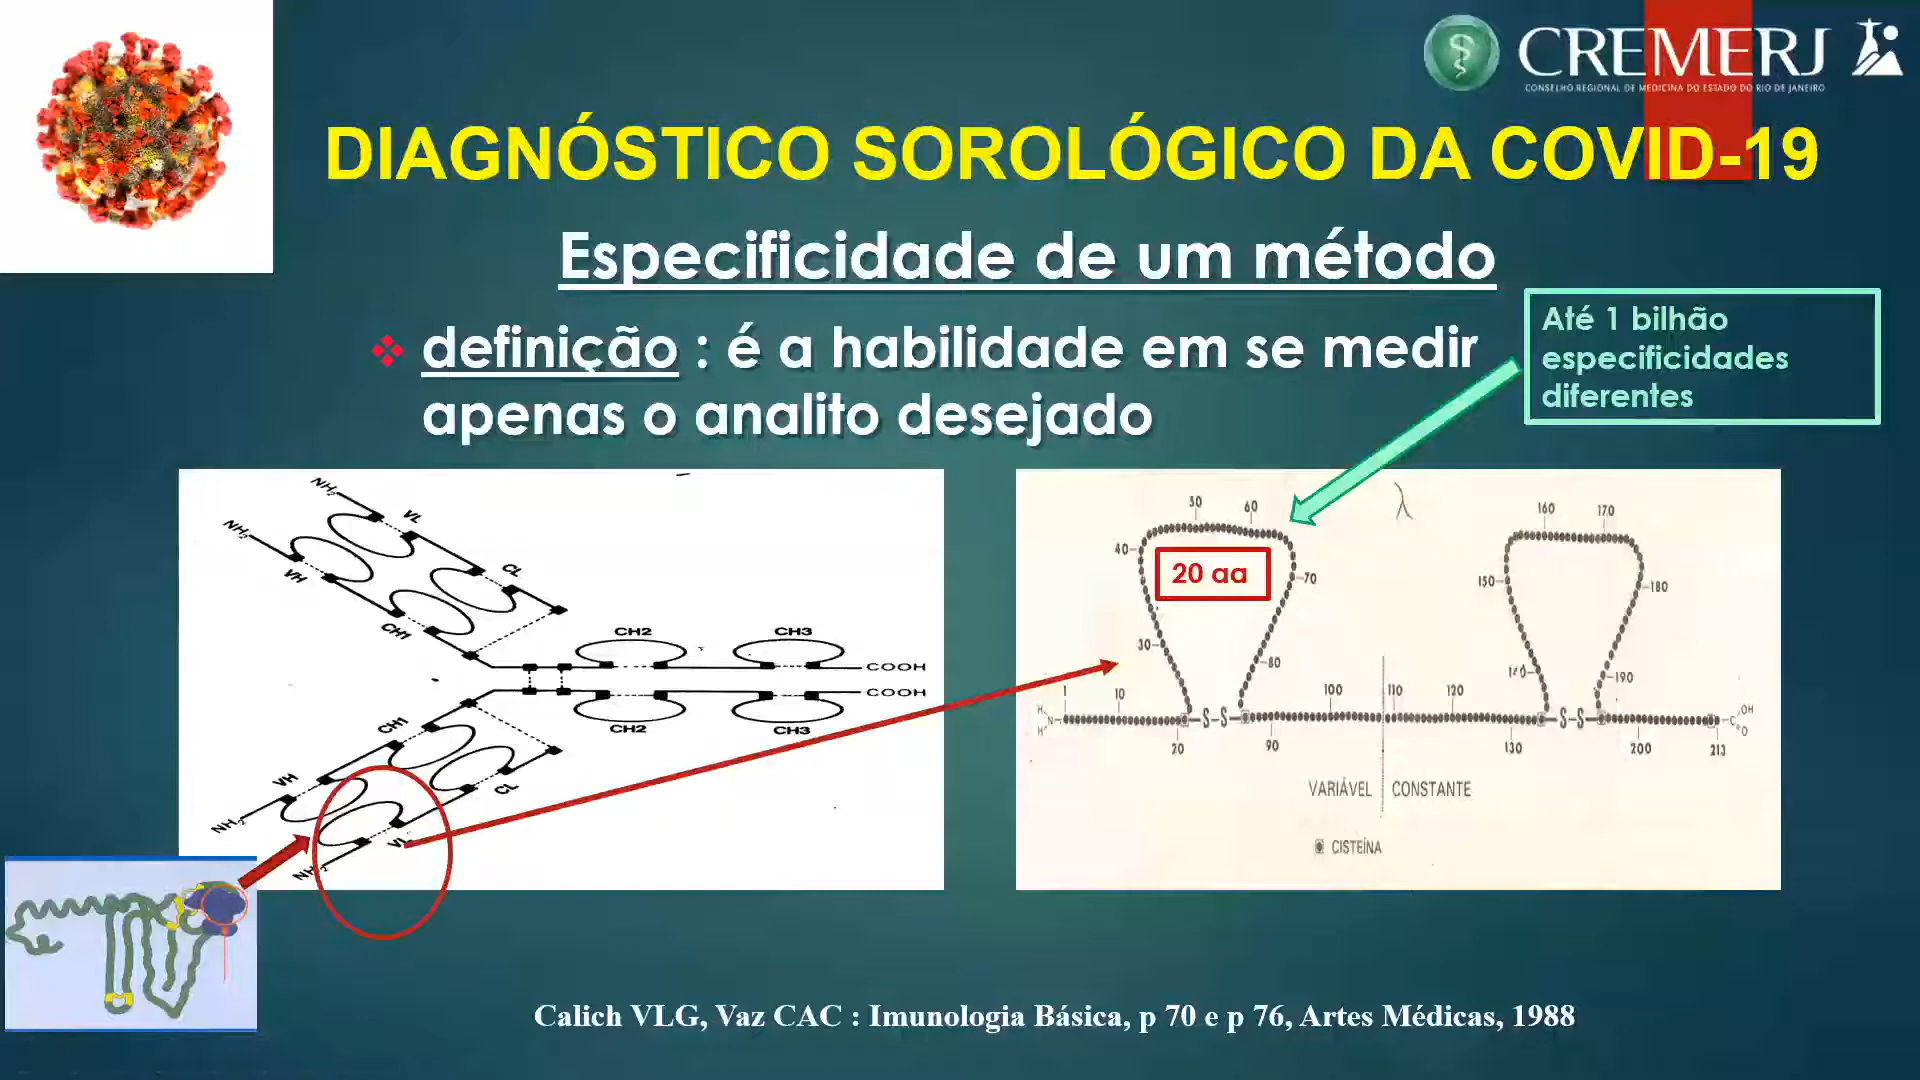 CREMERJ
CONSELHO REGIONAL DE MEDICINA DO ESTADO DO RIO DE JANEIRO
DIAGNÓSTICO SOROLÓGICO DA COVID-19
Especificidade de um método
definição : é a habilidade em se medir
apenas o analito desejado
Até 1 bilhão
especificidades
diferentes
NH2
VL
NH2
VH
CL
CH1
CH2
CH3
COOH
COOH
CH2
CH3
CH1
VH
CL
NH2
VL
NH2
λ
50
60
160
170
40
20 aa
70
150
180
30
80
140
190
1
10
100
110
120
H
N
H
S-S
S-S
C
OH
O
20
90
130
200
213
VARIÁVEL
CONSTANTE
CISTEÍNA
Calich VLG, Vaz CAC : Imunologia Básica, p 70 e p 76, Artes Médicas, 1988